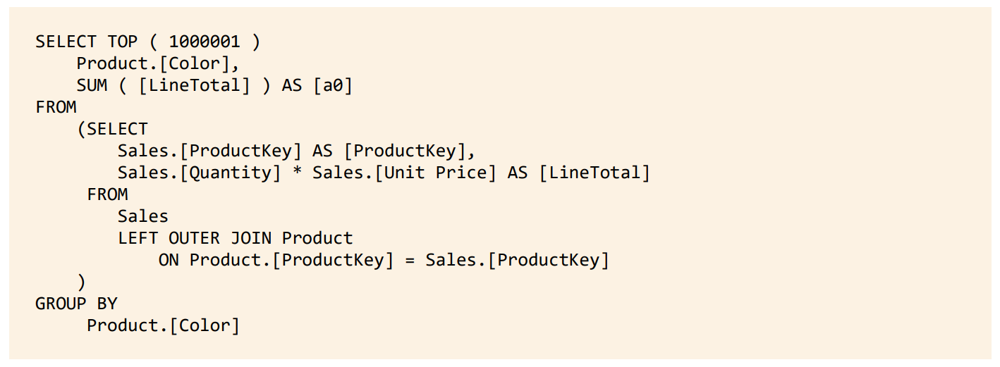 SELECT TOP ( 1000001 )
    Product.[Color],
    SUM ( [LineTotal] ) AS [a0]
FROM
    (SELECT
        Sales.[ProductKey] AS [ProductKey],
        Sales.[Quantity] * Sales.[Unit Price] AS [LineTotal]
     FROM
        Sales
        LEFT OUTER JOIN Product
            ON Product.[ProductKey] = Sales.[ProductKey]
    )
GROUP BY
     Product.[Color]